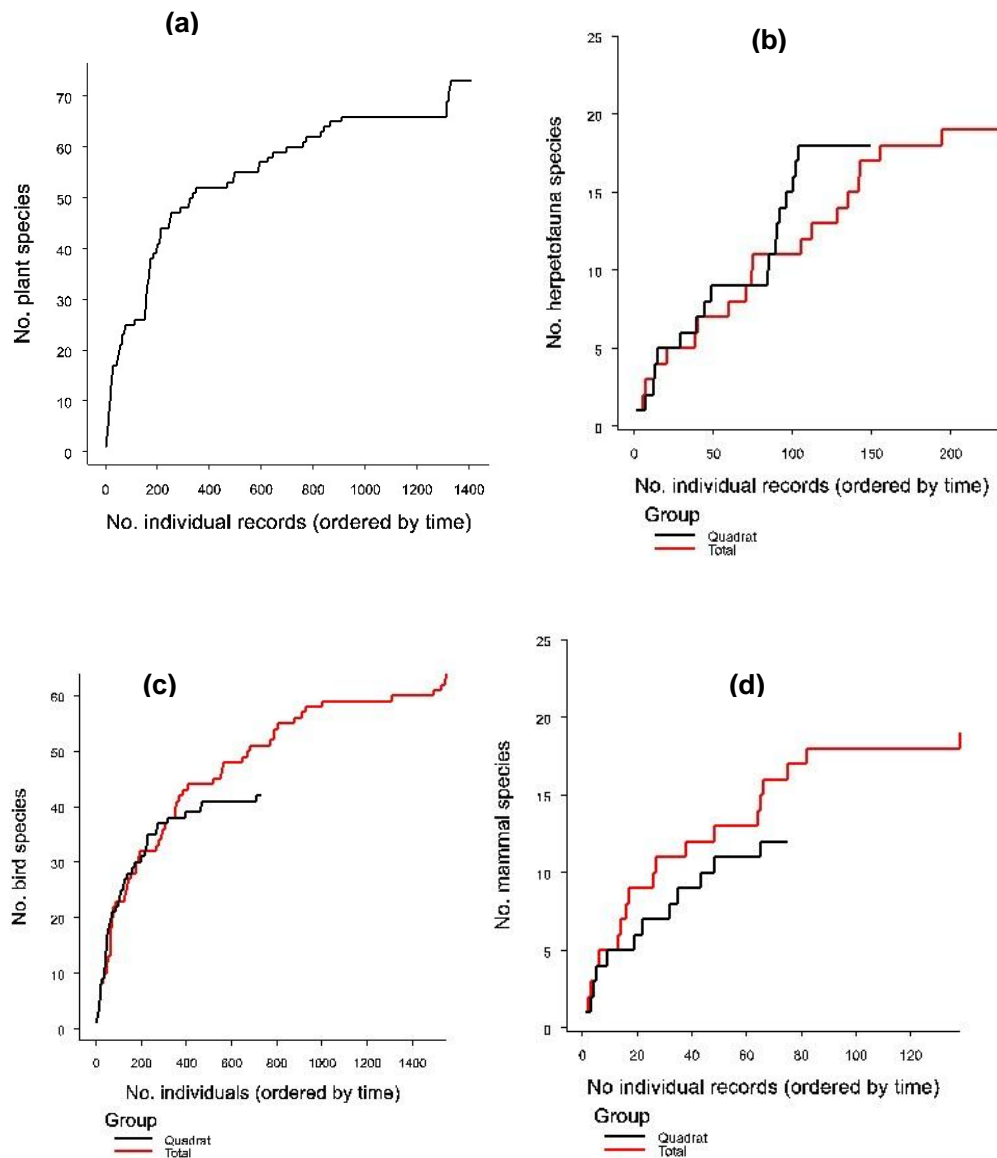 (a)
No. plant species
70
60
50
40
30
20
10
0
0 200 400 600 800 1000 1200 1400
No. individual records (ordered by time)
(b)
No. herpetofauna species
25
20
15
10
5
0
50 100 150 200
No. individual records (ordered by time)
Group
Quadrat
Total
(c)
No. bird species
60
50
40
30
20
10
0
0 200 400 600 800 1000 1200 1400
No. individuals (ordered by time)
Group
Quadrat
Total
(d)
No. mammal species
25
20
15
10
5
0
0 20 40 60 80 100 120
No individual records (ordered by time)
Group
Quadrat
Total